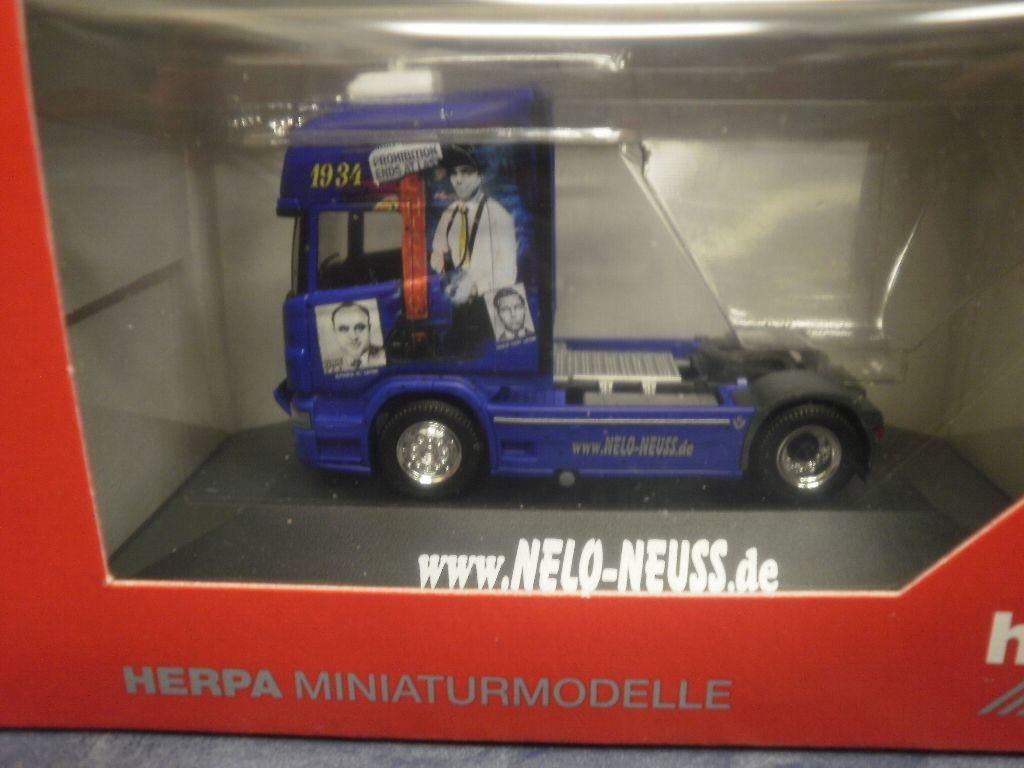 1934
PROHIBITION
ENDS AT LAST
www.NELO-NEUSS.de
www.NELO-NEUSS.de
HERPA MINIATURMODELLE
h